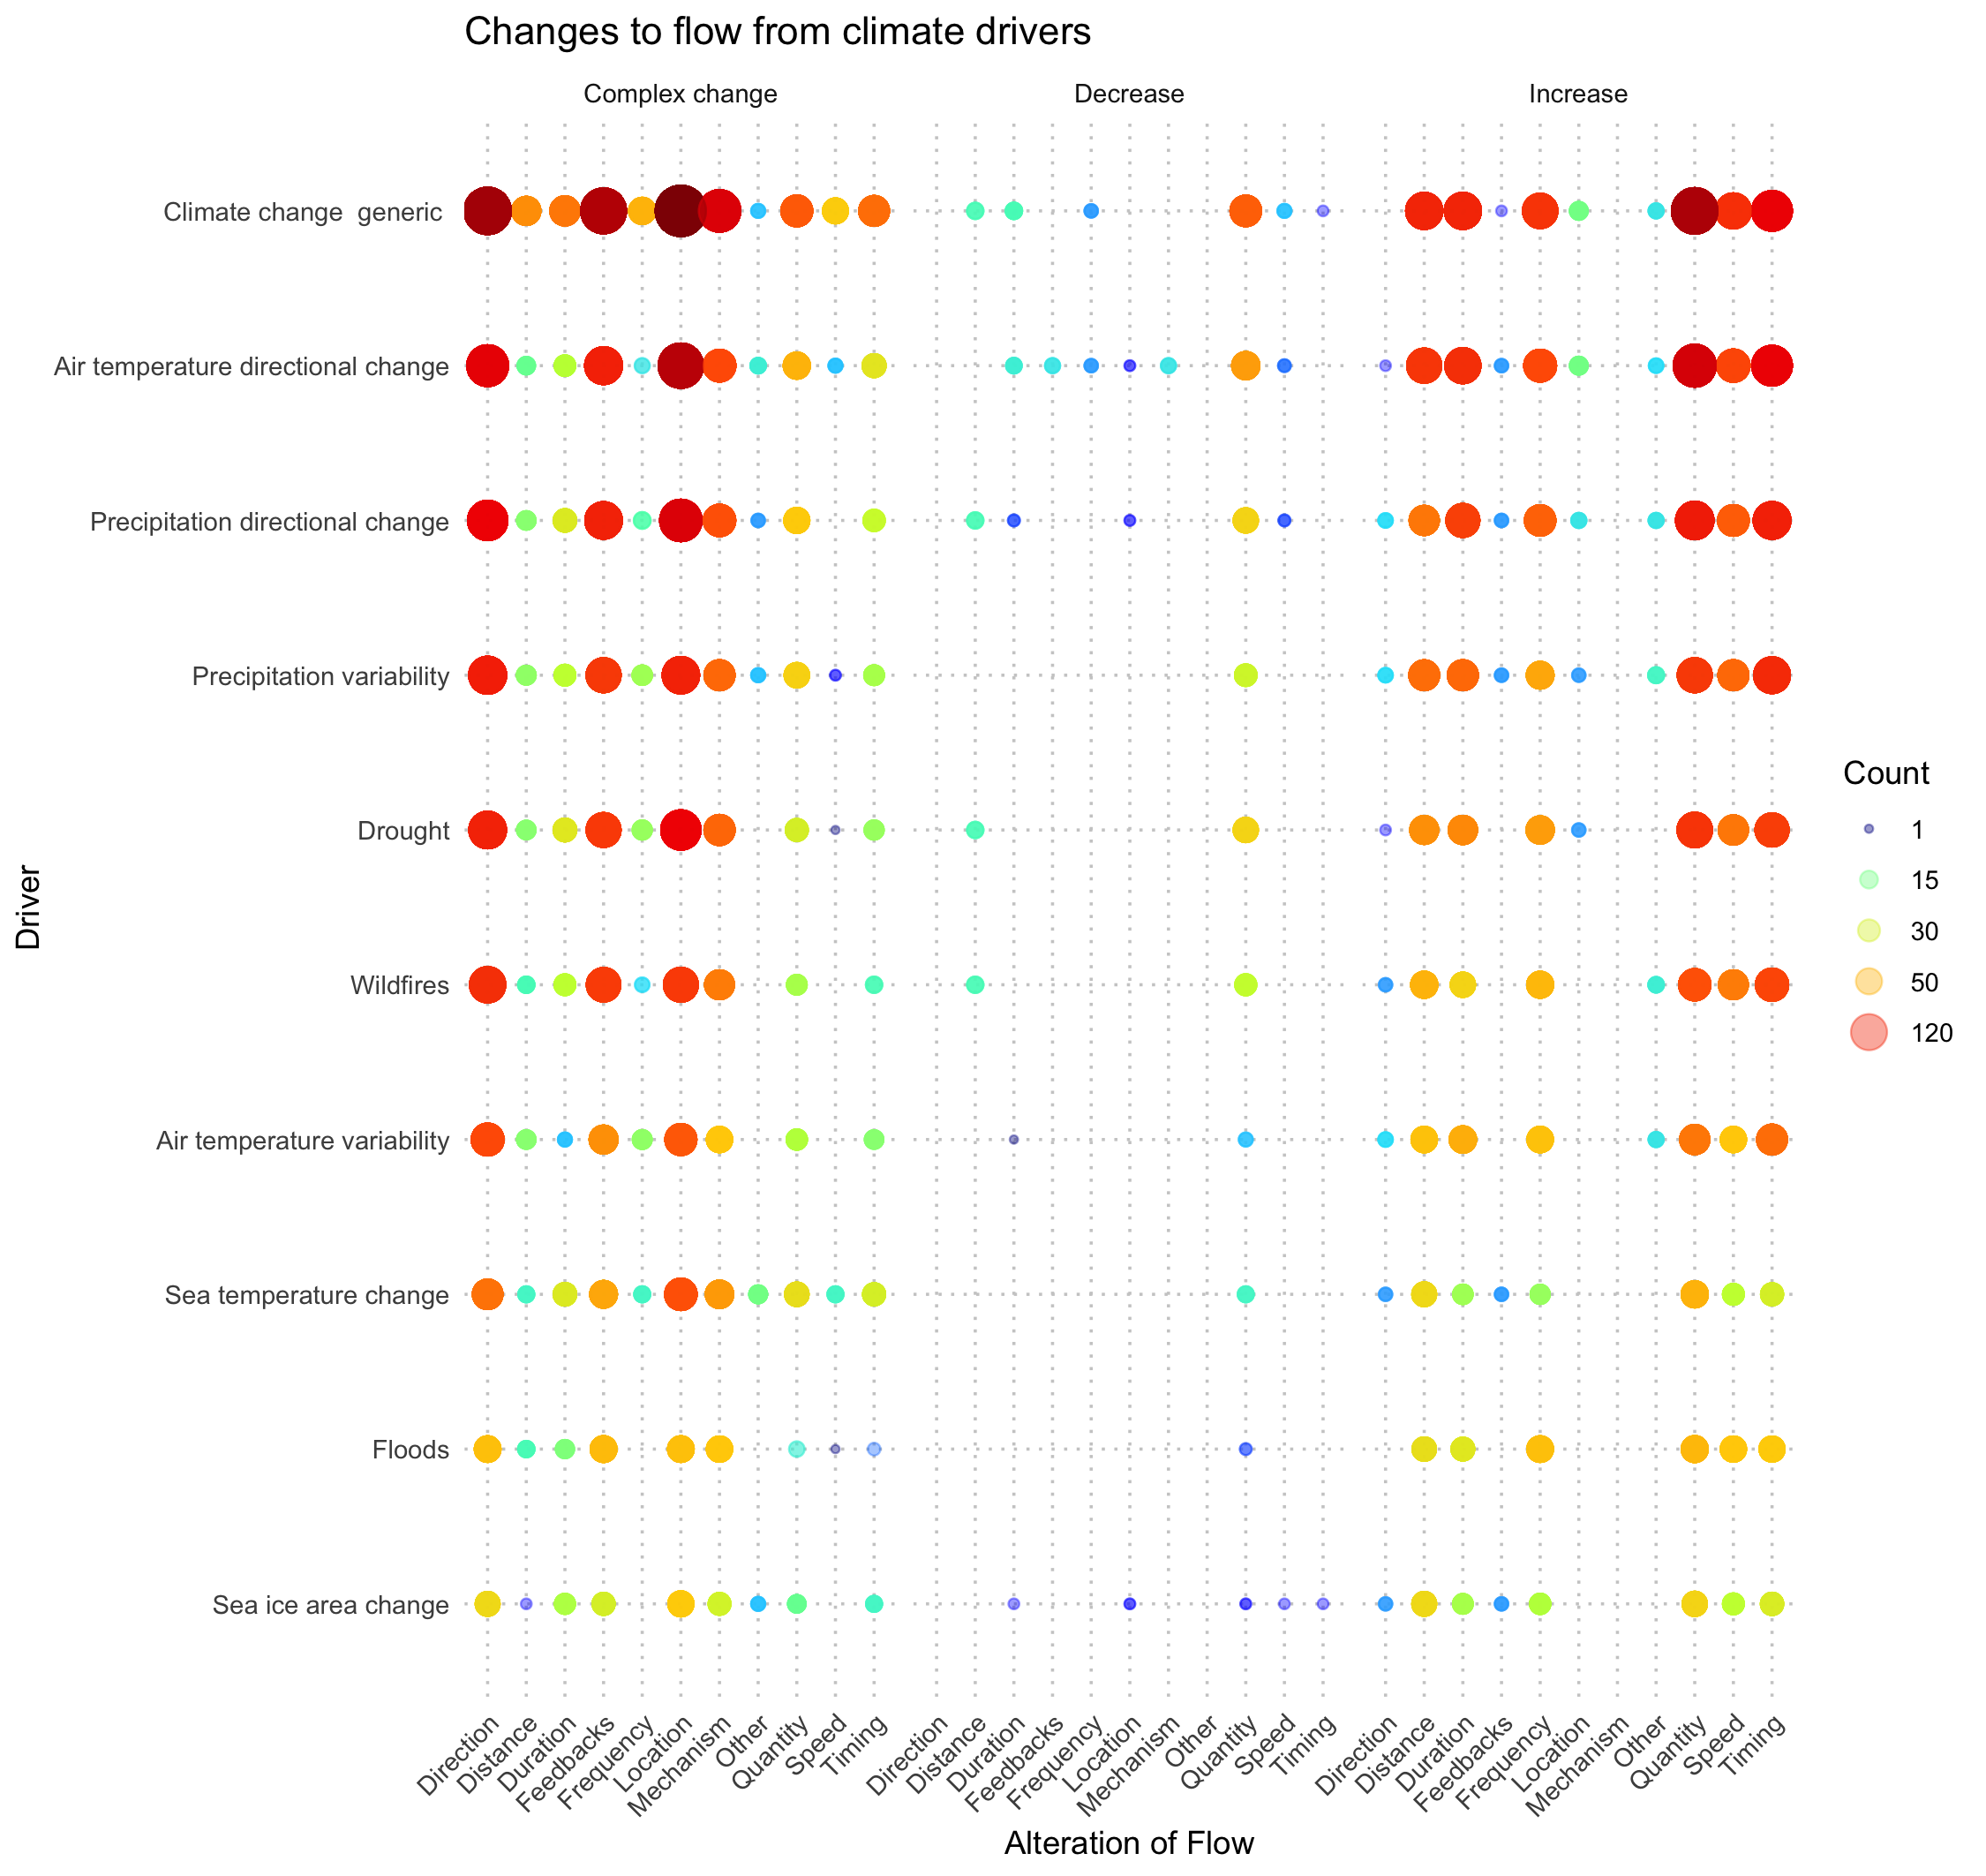 Changes to flow from climate drivers
Complex change
Decrease
Increase
Climate change  generic
Air temperature directional change
Precipitation directional change
Precipitation variability
Drought
Wildfires
Air temperature variability
Sea temperature change
Floods
Sea ice area change
Driver
Count
1
15
30
50
120
Direction
Distance
Duration
Feedbacks
Frequency
Location
Mechanism
Other
Quantity
Speed
Timing
Direction
Distance
Duration
Feedbacks
Frequency
Location
Mechanism
Other
Quantity
Speed
Timing
Direction
Distance
Duration
Feedbacks
Frequency
Location
Mechanism
Other
Quantity
Speed
Timing
Alteration of Flow